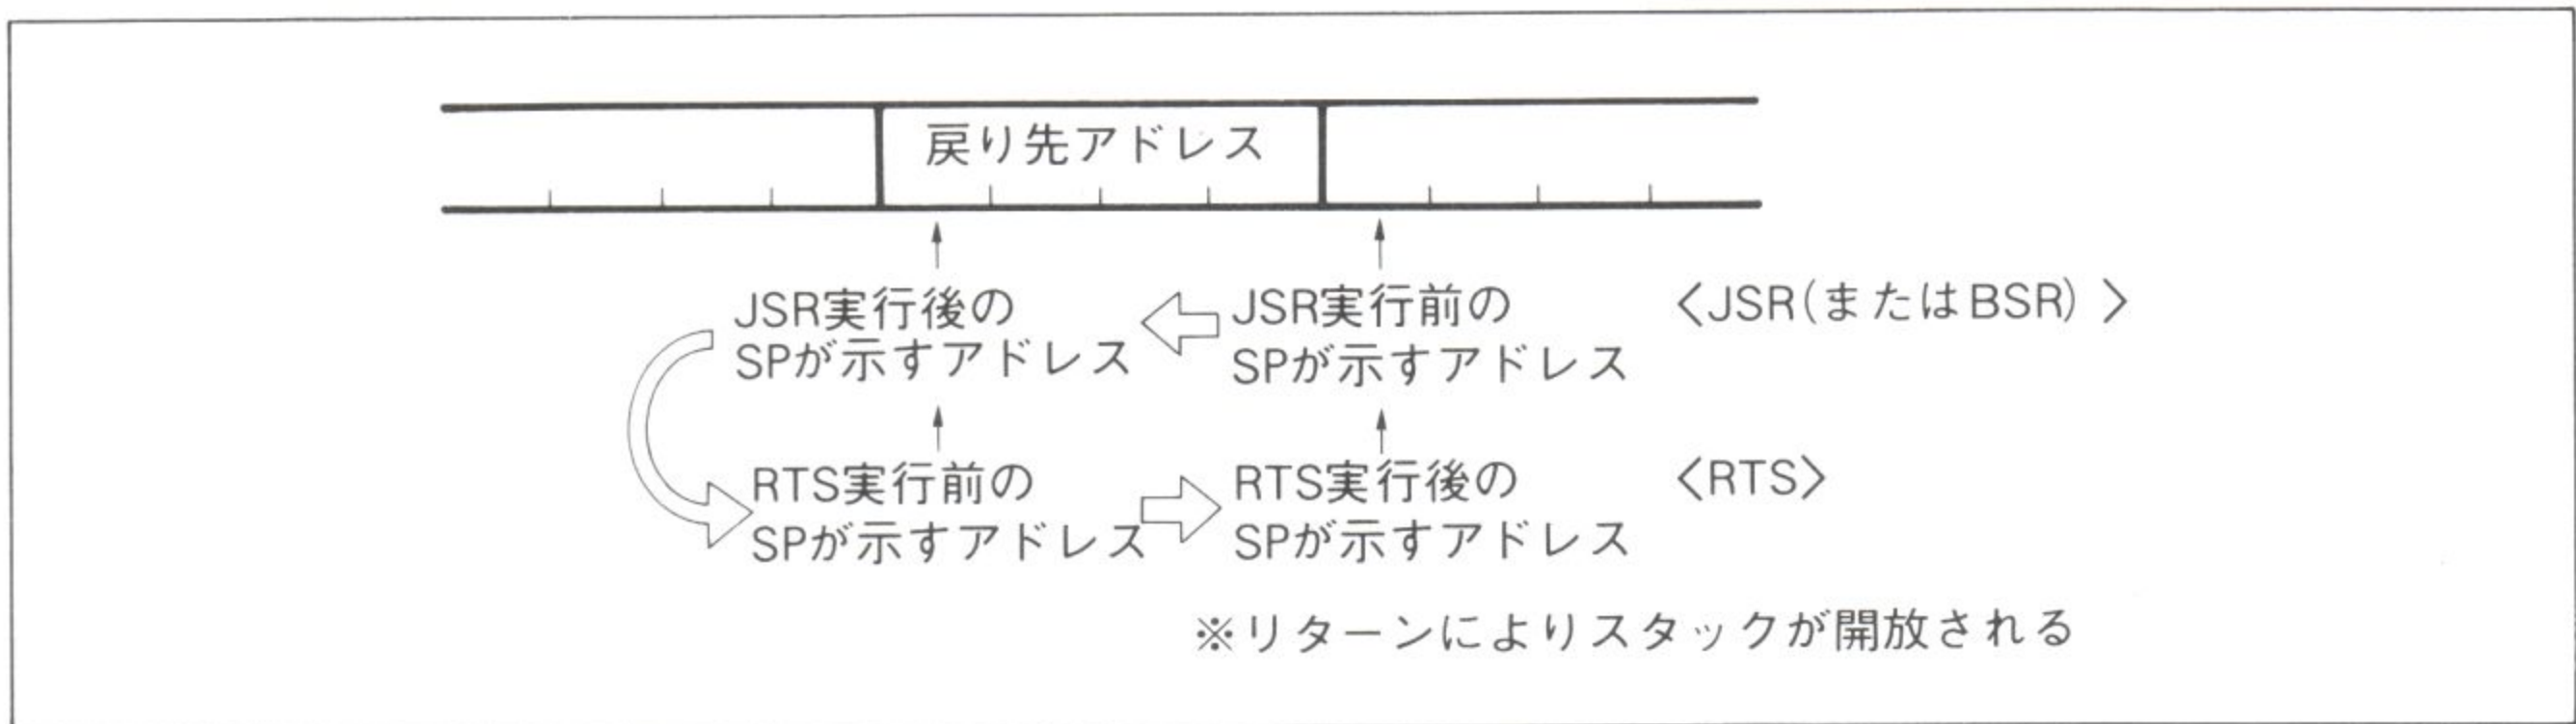 戻り先アドレス
JSR実行後の
SPが示すアドレス
JSR実行前の
SPが示すアドレス
〈JSR(またはBSR) 〉
RTS実行前の
SPが示すアドレス
RTS実行後の
SPが示すアドレス
〈RTS〉
※リターンによりスタックが開放される